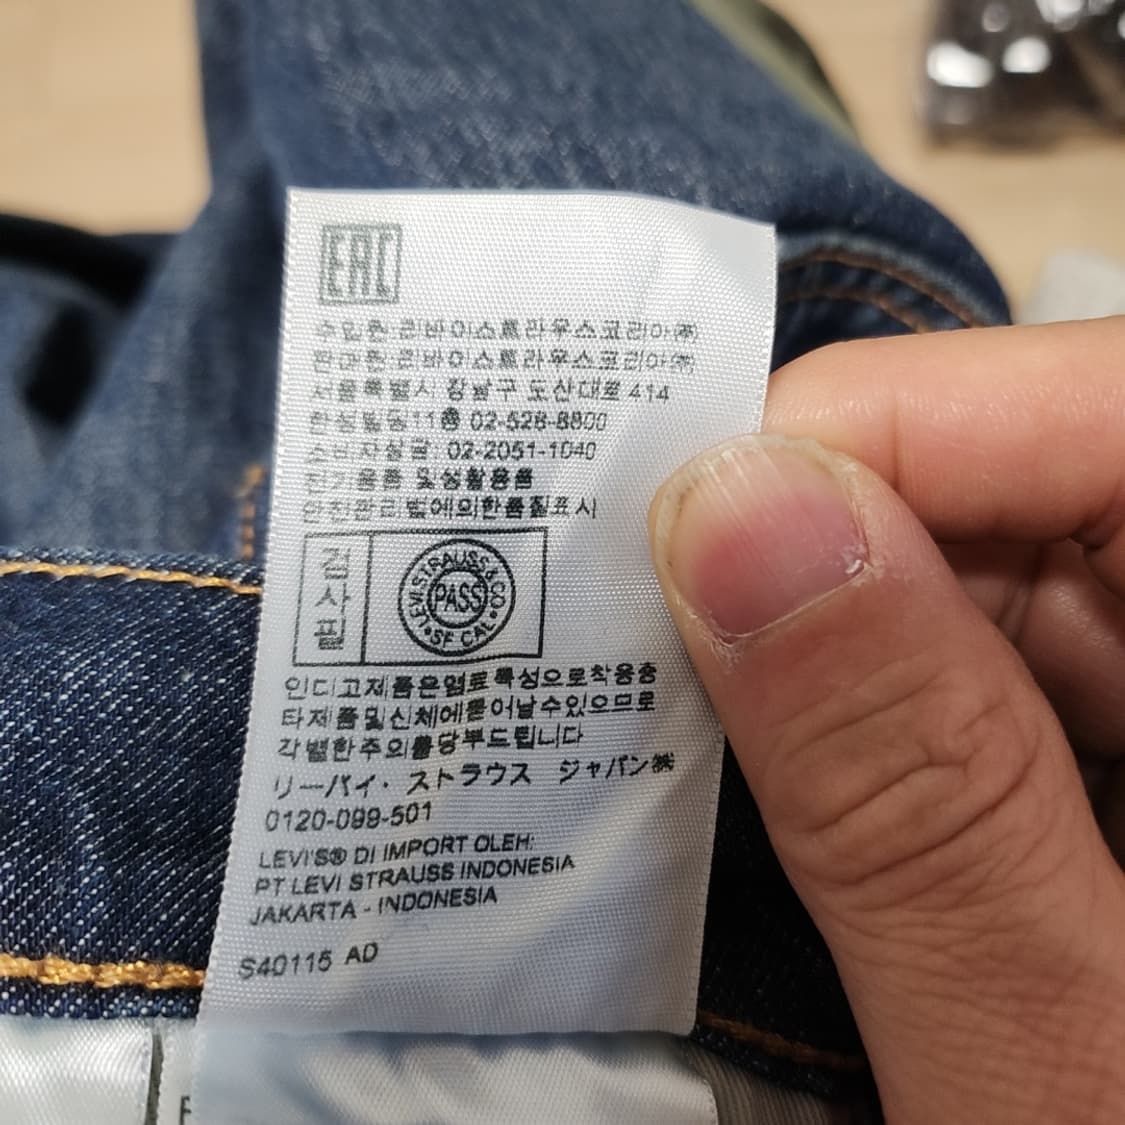 EAC
수입원:리바이스트라우스코리아(주)
판매원:리바이스트라우스코리아(주)
서울특별시 강남구 도산대로 414
한성빌딩11층 02-528-8800
소비자상담: 02-2051-1040
전기용품 및생활용품
안전관리법에의한품질표시
검사필
LEVI STRAUSS & CO
PASS
SF CAL
인디고제품은염료특성으로착용중
타제품및신체에묻어날수있으므로
각별한주의를당부드립니다
リーバイ・ストラウス ジャパン㈱
0120-099-501
LEVI'S® DI IMPORT OLEH:
PT LEVI STRAUSS INDONESIA
JAKARTA - INDONESIA
S40115 AD